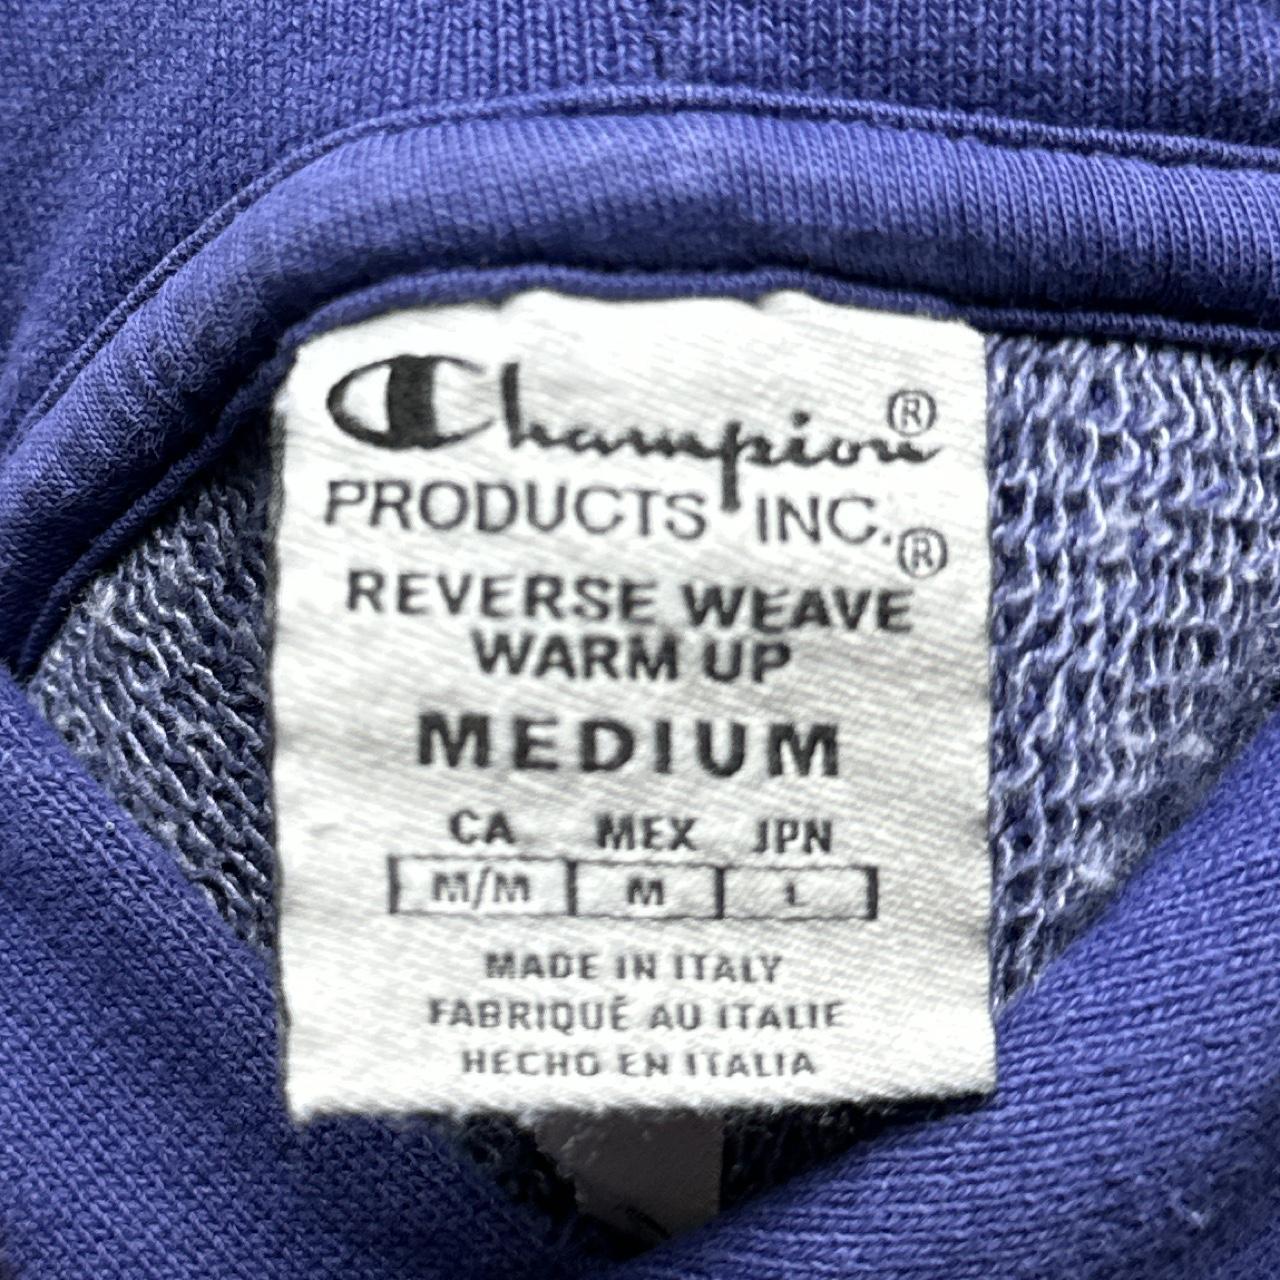 Champion®
PRODUCTS INC.®
REVERSE WEAVE
WARM UP
MEDIUM
CA MEX JPN
M/M M L
MADE IN ITALY
FABRIQUÉ AU ITALIE
HECHO EN ITALIA